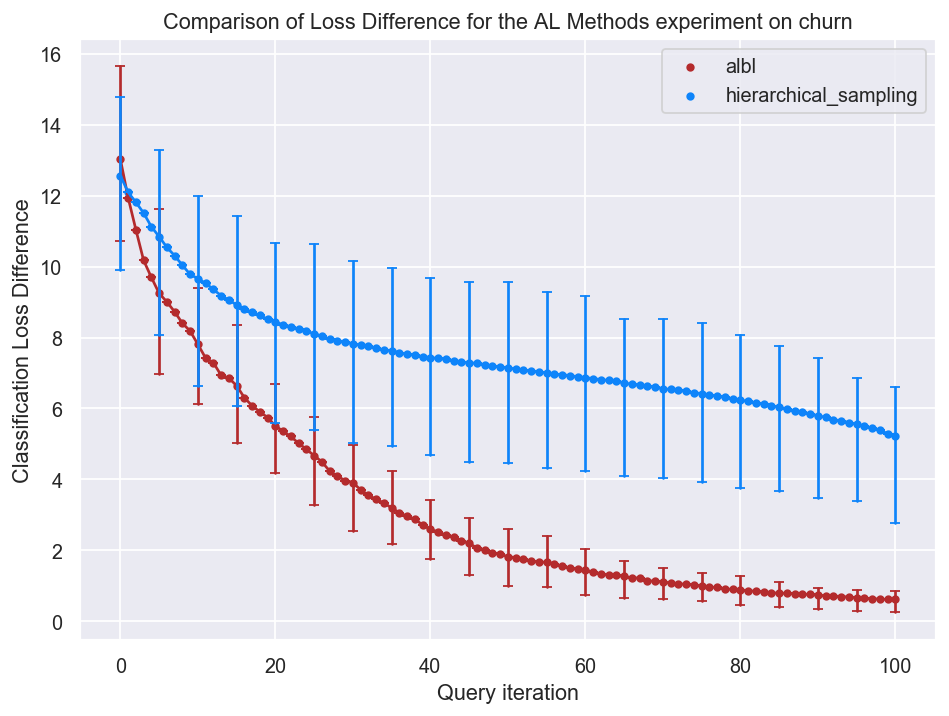 Comparison of Loss Difference for the AL Methods experiment on churn
albl
hierarchical_sampling
Classification Loss Difference
16
14
12
10
8
6
4
2
0
0 20 40 60 80 100
Query iteration